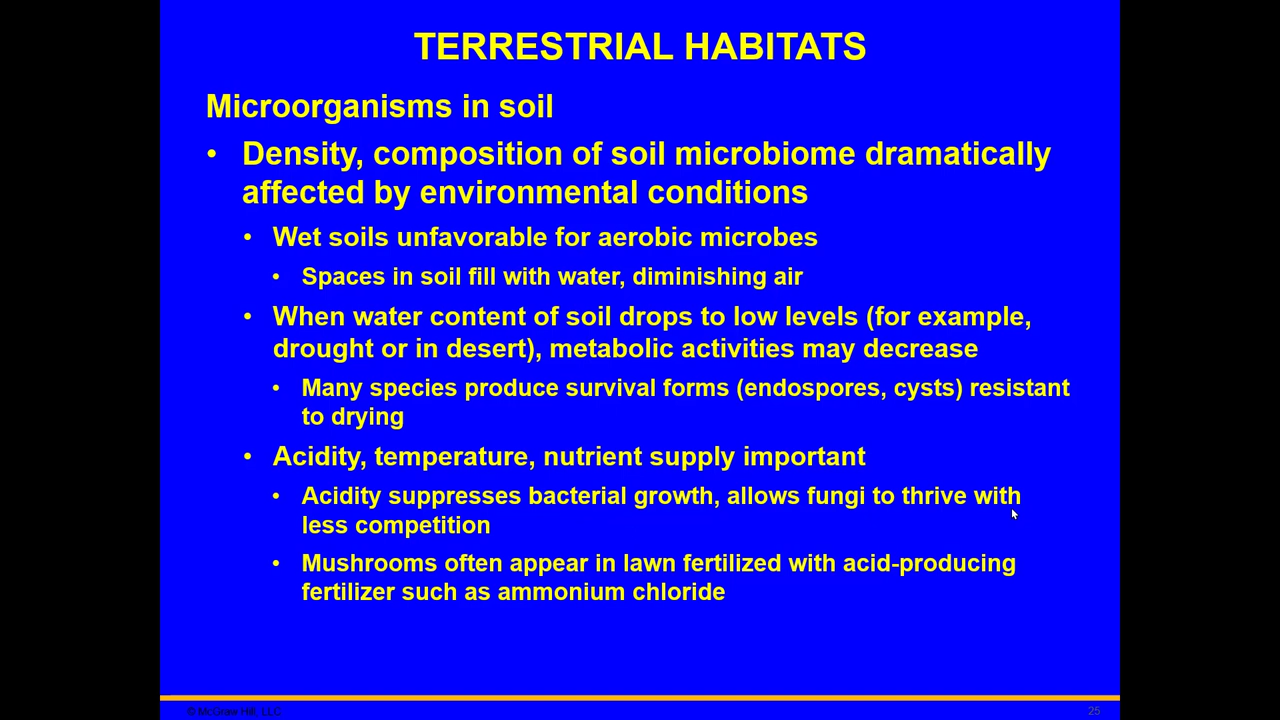 TERRESTRIAL HABITATS
Microorganisms in soil
• Density, composition of soil microbiome dramatically
affected by environmental conditions
• Wet soils unfavorable for aerobic microbes
• Spaces in soil fill with water, diminishing air
• When water content of soil drops to low levels (for example,
drought or in desert), metabolic activities may decrease
• Many species produce survival forms (endospores, cysts) resistant
to drying
• Acidity, temperature, nutrient supply important
• Acidity suppresses bacterial growth, allows fungi to thrive with
less competition
• Mushrooms often appear in lawn fertilized with acid-producing
fertilizer such as ammonium chloride
© McGraw Hill, LLC
25